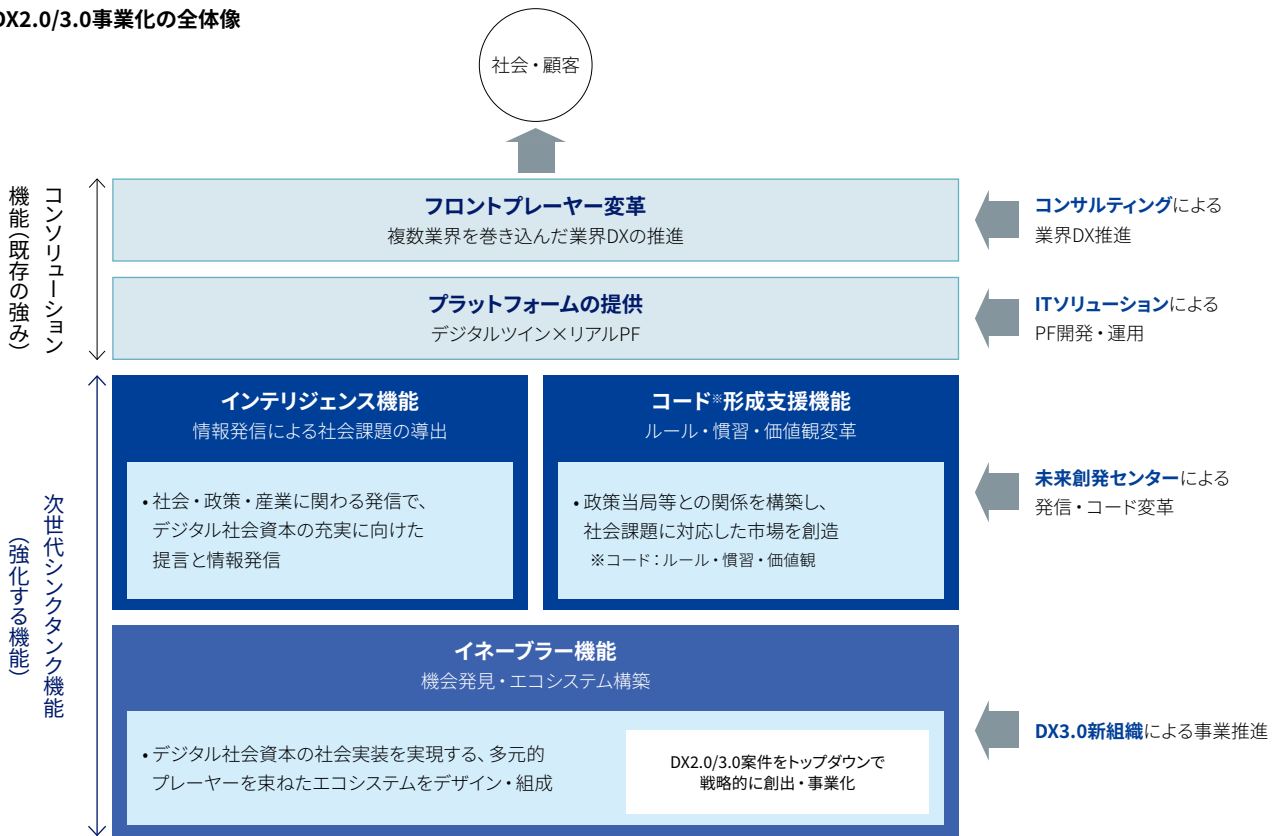 DX2.0/3.0事業化の全体像
社会・顧客
コンソリューション
機能（既存の強み）
フロントプレーヤー変革
複数業界を巻き込んだ業界DXの推進
コンサルティングによる
業界DX推進
プラットフォームの提供
デジタルツイン×リアルPF
ITソリューションによる
PF開発・運用
次世代シンクタンク機能
（強化する機能）
インテリジェンス機能
情報発信による社会課題の導出
・社会・政策・産業に関わる発信で、
デジタル社会資本の充実に向けた
提言と情報発信
コード※形成支援機能
ルール・慣習・価値観変革
・政策当局等との関係を構築し、
社会課題に対応した市場を創造
※コード：ルール・慣習・価値観
未来創発センターによる
発信・コード変革
イネーブラー機能
機会発見・エコシステム構築
・デジタル社会資本の社会実装を実現する、多元的
プレーヤーを束ねたエコシステムをデザイン・組成
DX2.0/3.0案件をトップダウンで
戦略的に創出・事業化
DX3.0新組織による事業推進